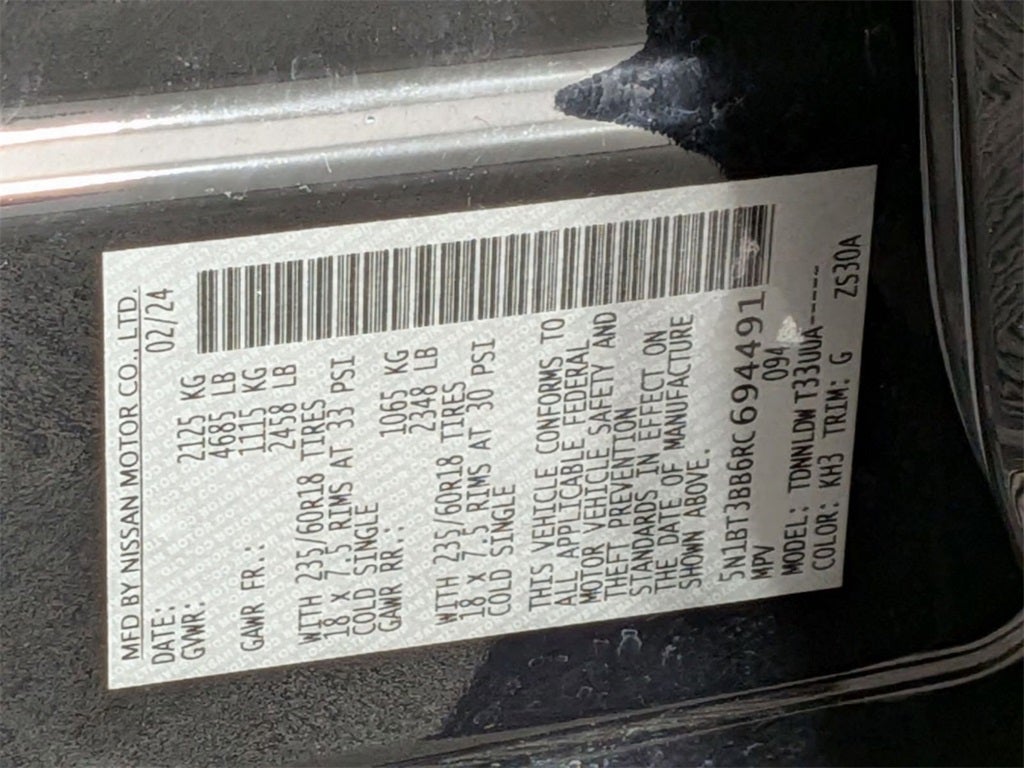 MFD BY NISSAN MOTOR CO., LTD.
DATE: 02/24
GVWR: 2125 KG
4685 LB
GAWR FR.: 1115 KG
2458 LB
WITH 235/60R18 TIRES
18 x 7.5 RIMS AT 33 PSI
COLD SINGLE
GAWR RR.: 1065 KG
2348 LB
WITH 235/60R18 TIRES
18 x 7.5 RIMS AT 30 PSI
COLD SINGLE
THIS VEHICLE CONFORMS TO
ALL APPLICABLE FEDERAL
MOTOR VEHICLE SAFETY AND
THEFT PREVENTION
STANDARDS IN EFFECT ON
THE DATE OF MANUFACTURE
SHOWN ABOVE.
5N1BT3BB6RC694491
MPV 094
MODEL: TDNNLDW T33UUA-----
COLOR: KH3 TRIM: G ZS30A